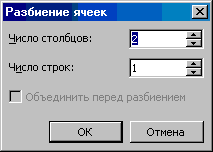 Разбиение ячеек
Число столбцов: 2
Число строк: 1
Объединить перед разбиением
ОК Отмена